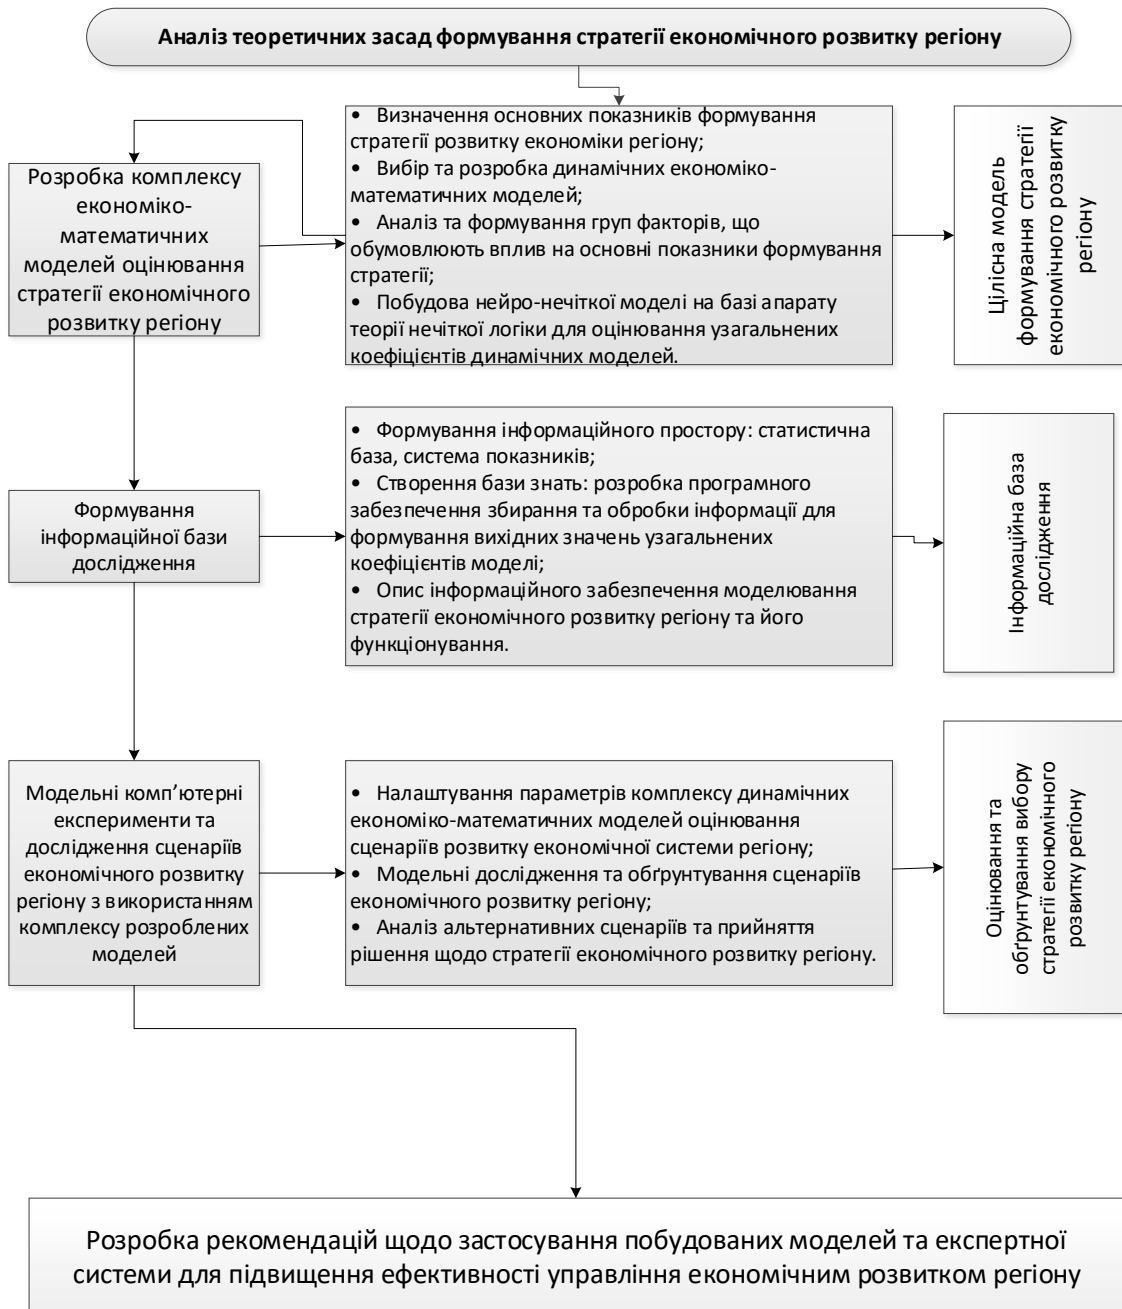 Аналіз теоретичних засад формування стратегії економічного розвитку регіону
Розробка комплексу
економіко-
математичних
моделей оцінювання
стратегії економічного
розвитку регіону
• Визначення основних показників формування
стратегії розвитку економіки регіону;
• Вибір та розробка динамічних економіко-
математичних моделей;
• Аналіз та формування груп факторів, що
обумовлюють вплив на основні показники формування
стратегії;
• Побудова нейро-нечіткої моделі на базі апарату
теорії нечіткої логіки для оцінювання узагальнених
коефіцієнтів динамічних моделей.
Цілісна модель
формування стратегії
економічного розвитку
регіону
Формування
інформаційної бази
дослідження
• Формування інформаційного простору: статистична
база, система показників;
• Створення бази знать: розробка програмного
забезпечення збирання та обробки інформації для
формування вихідних значень узагальнених
коефіцієнтів моделі;
• Опис інформаційного забезпечення моделювання
стратегії економічного розвитку регіону та його
функціонування.
Інформаційна база
дослідження
Модельні комп’ютерні
експерименти та
дослідження сценаріїв
економічного розвитку
регіону з використанням
комплексу розроблених
моделей
• Налаштування параметрів комплексу динамічних
економіко-математичних моделей оцінювання
сценаріїв розвитку економічної системи регіону;
• Модельні дослідження та обґрунтування сценаріїв
економічного розвитку регіону;
• Аналіз альтернативних сценаріїв та прийняття
рішення щодо стратегії економічного розвитку регіону.
Оцінювання та
обґрунтування вибору
стратегії економічного
розвитку регіону
Розробка рекомендацій щодо застосування побудованих моделей та експертної
системи для підвищення ефективності управління економічним розвитком регіону